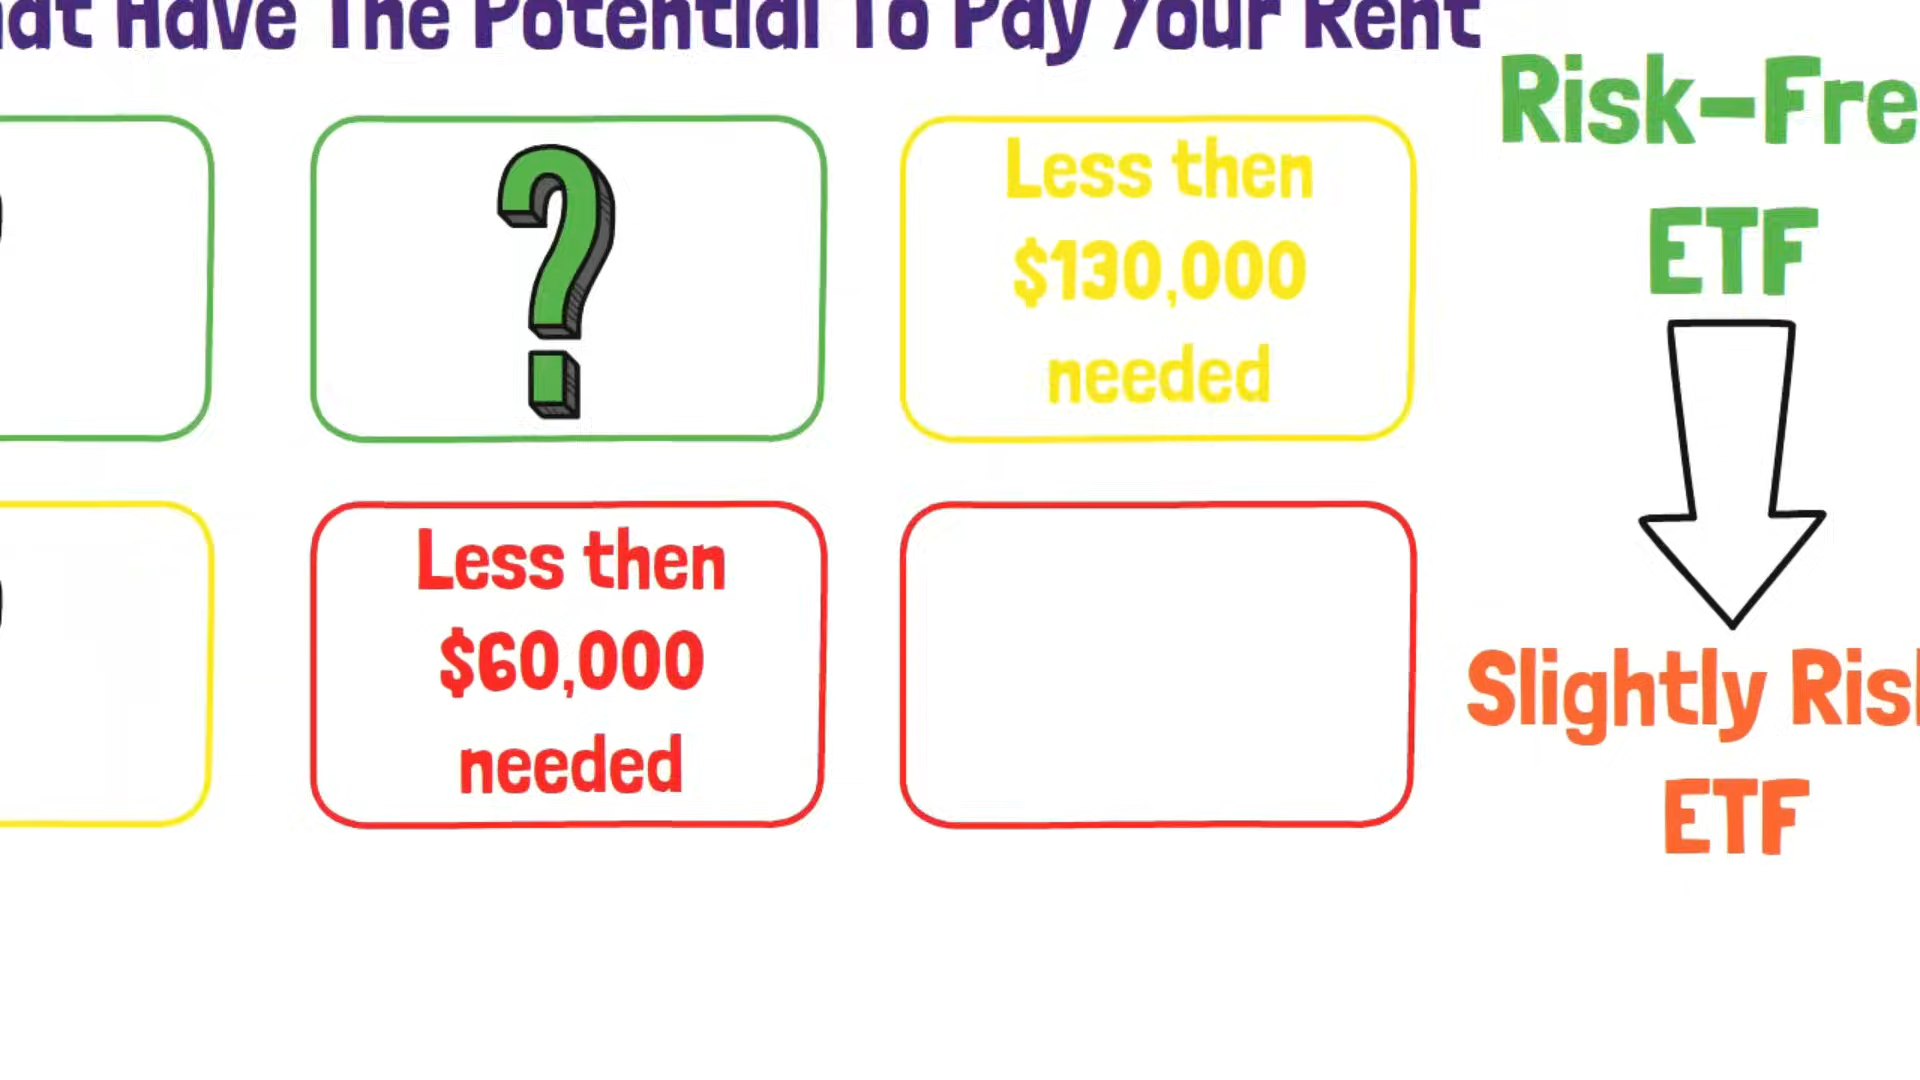 at Have The Potential To Pay Your Rent
Risk-Fre
ETF
Less then
$130,000
needed
?
Less then
$60,000
needed
Slightly Ris
ETF